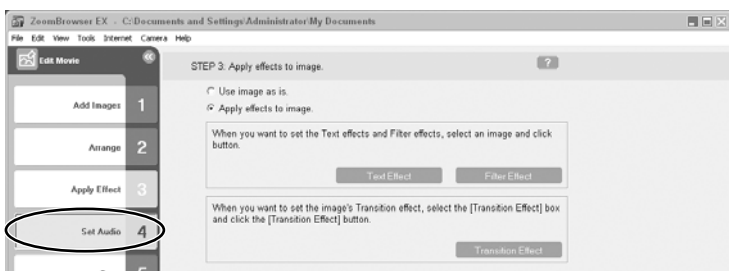 ZoomBrowser EX - C:\Documents and Settings\Administrator\My Documents
File Edit View Tools Internet Camera Help
Edit Movie
STEP 3: Apply effects to image.
?
Use image as is.
Add Images 1
Apply effects to image.
When you want to set the Text effects and Filter effects, select an image and click
button.
Arrange 2
Text Effect Filter Effect
Apply Effect 3
When you want to set the image's Transition effect, select the [Transition Effect] box
and click the [Transition Effect] button.
Set Audio 4
Transition Effect
5